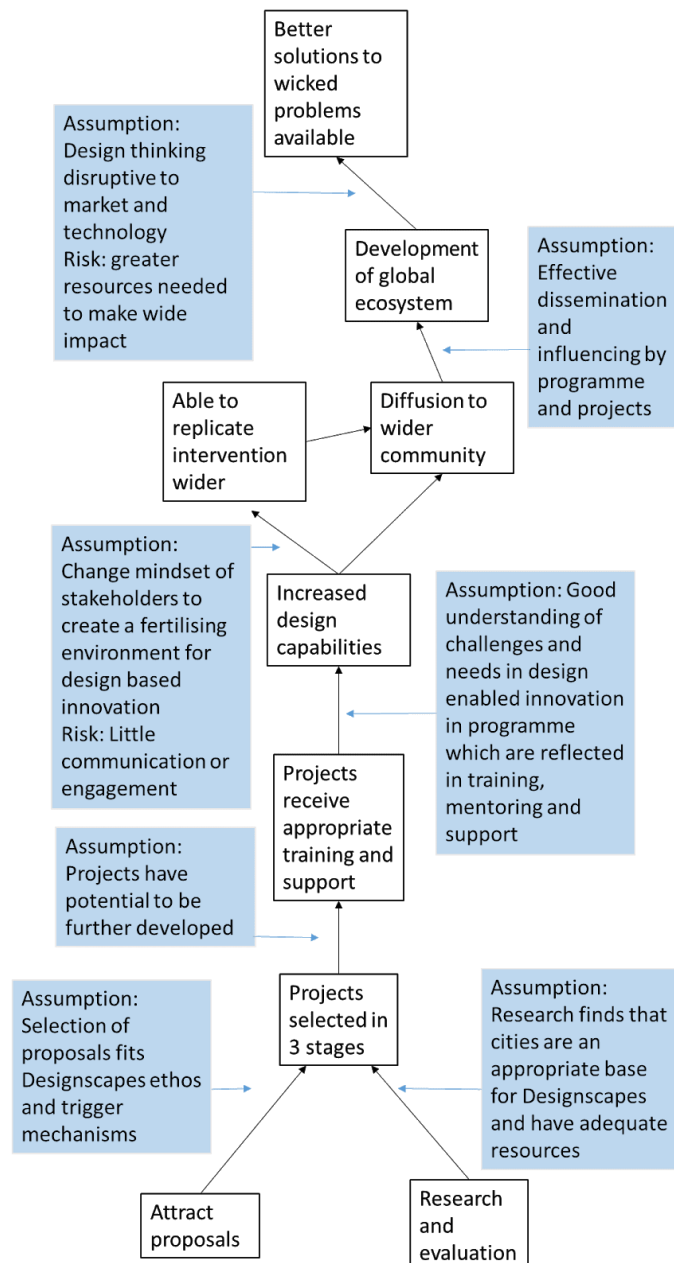 Better
solutions to
wicked
problems
available
Assumption:
Design thinking
disruptive to
market and
technology
Risk: greater
resources needed
to make wide
impact
Development
of global
ecosystem
Assumption:
Effective
dissemination
and
influencing by
programme
and projects
Able to
replicate
intervention
wider
Diffusion to
wider
community
Assumption:
Change mindset of
stakeholders to
create a fertilising
environment for
design based
innovation
Risk: Little
communication or
engagement
Increased
design
capabilities
Assumption: Good
understanding of
challenges and
needs in design
enabled innovation
in programme
which are reflected
in training,
mentoring and
support
Projects
receive
appropriate
training and
support
Assumption:
Projects have
potential to be
further developed
Projects
selected in
3 stages
Assumption:
Selection of
proposals fits
Designscapes ethos
and trigger
mechanisms
Assumption:
Research finds that
cities are an
appropriate base
for Designscapes
and have adequate
resources
Attract
proposals
Research
and
evaluation